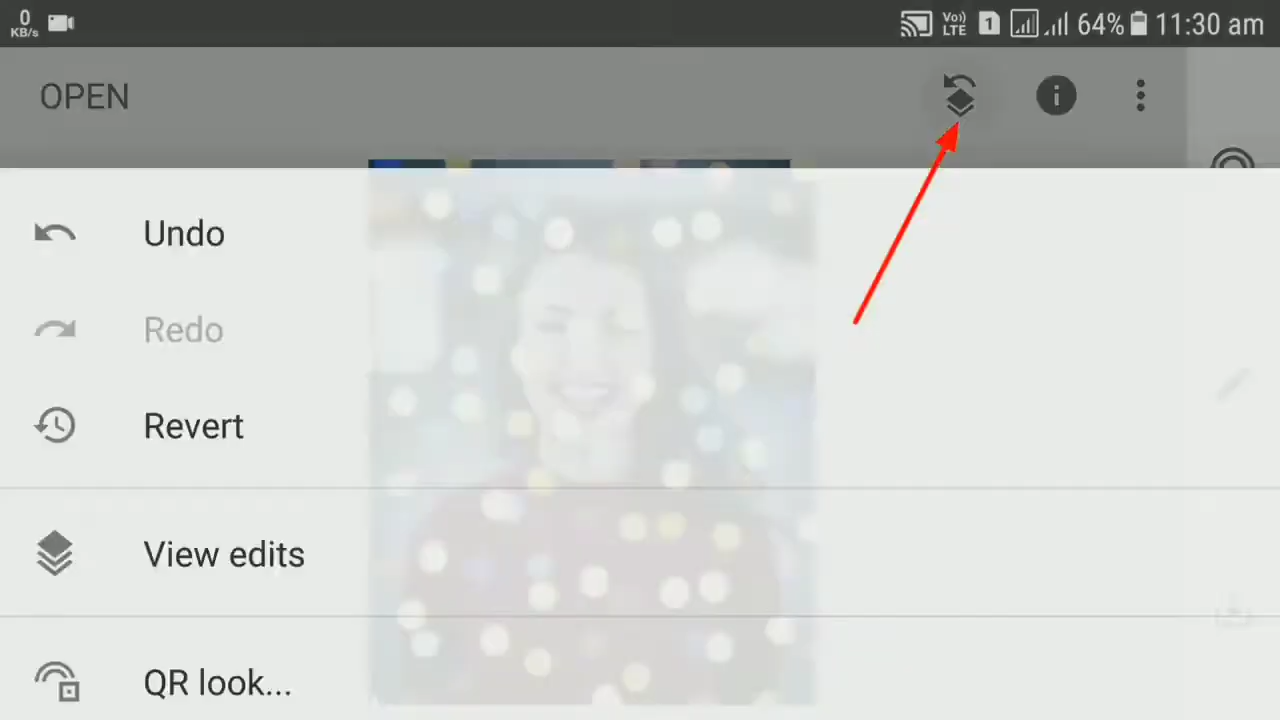 0
KB/s
Vo))
LTE
1
64%
11:30 am
OPEN
i
Undo
Redo
Revert
View edits
QR look...